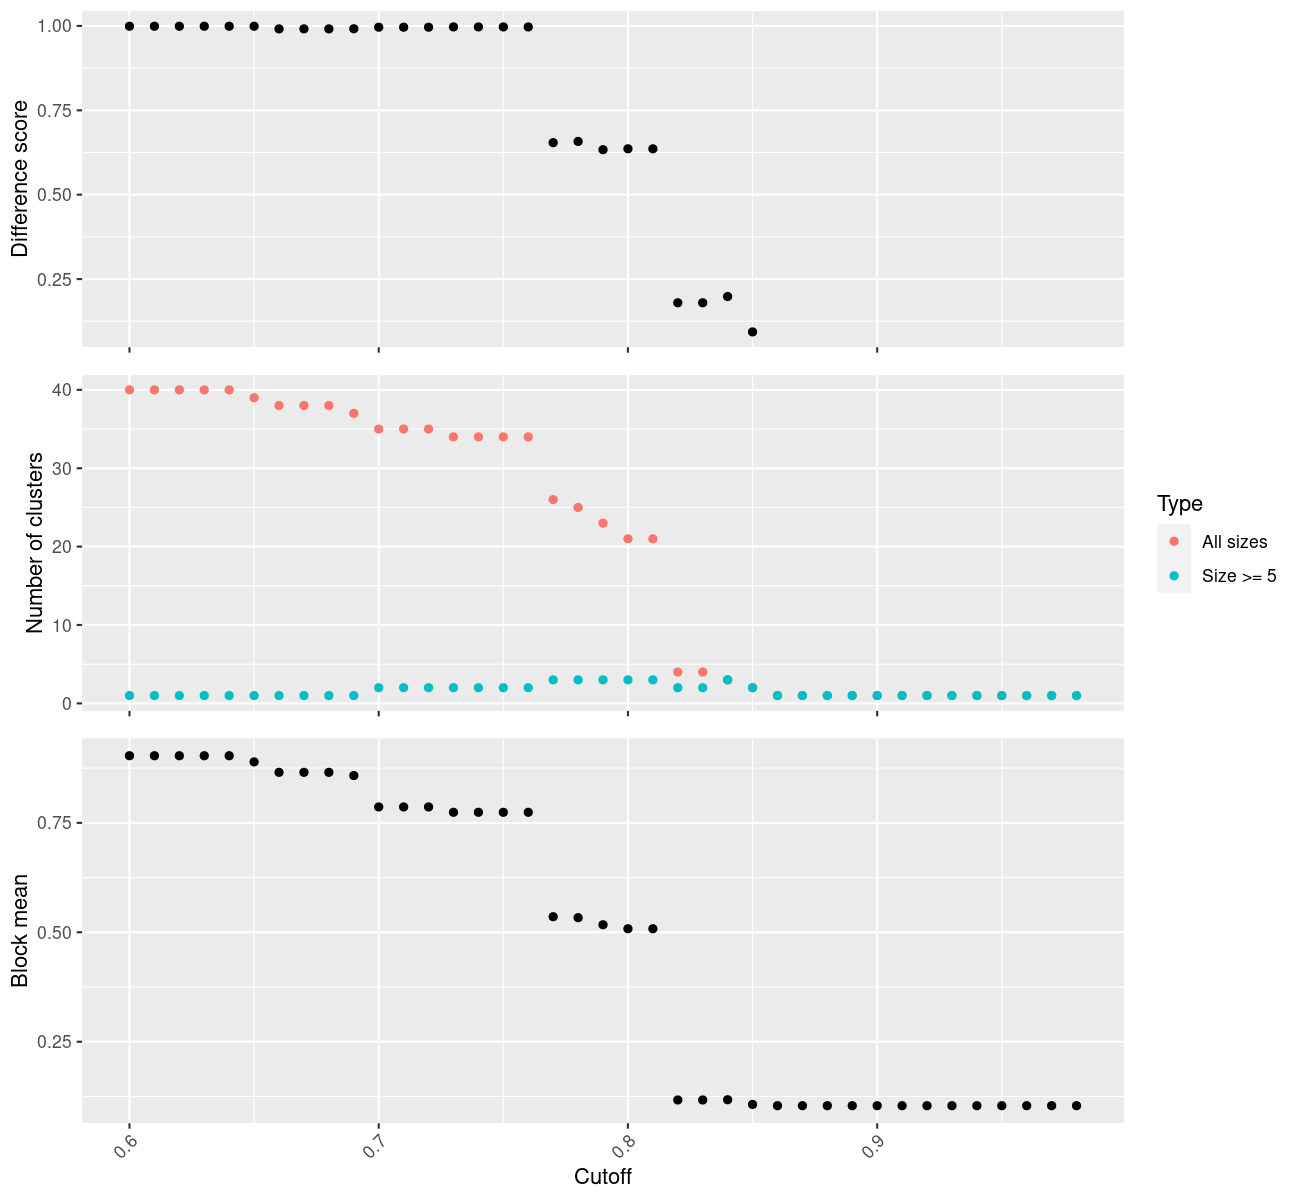 Difference score
1.00
0.75
0.50
0.25
Number of clusters
40
30
20
10
0
Type
All sizes
Size >= 5
Block mean
0.75
0.50
0.25
0.6
0.7
0.8
0.9
Cutoff